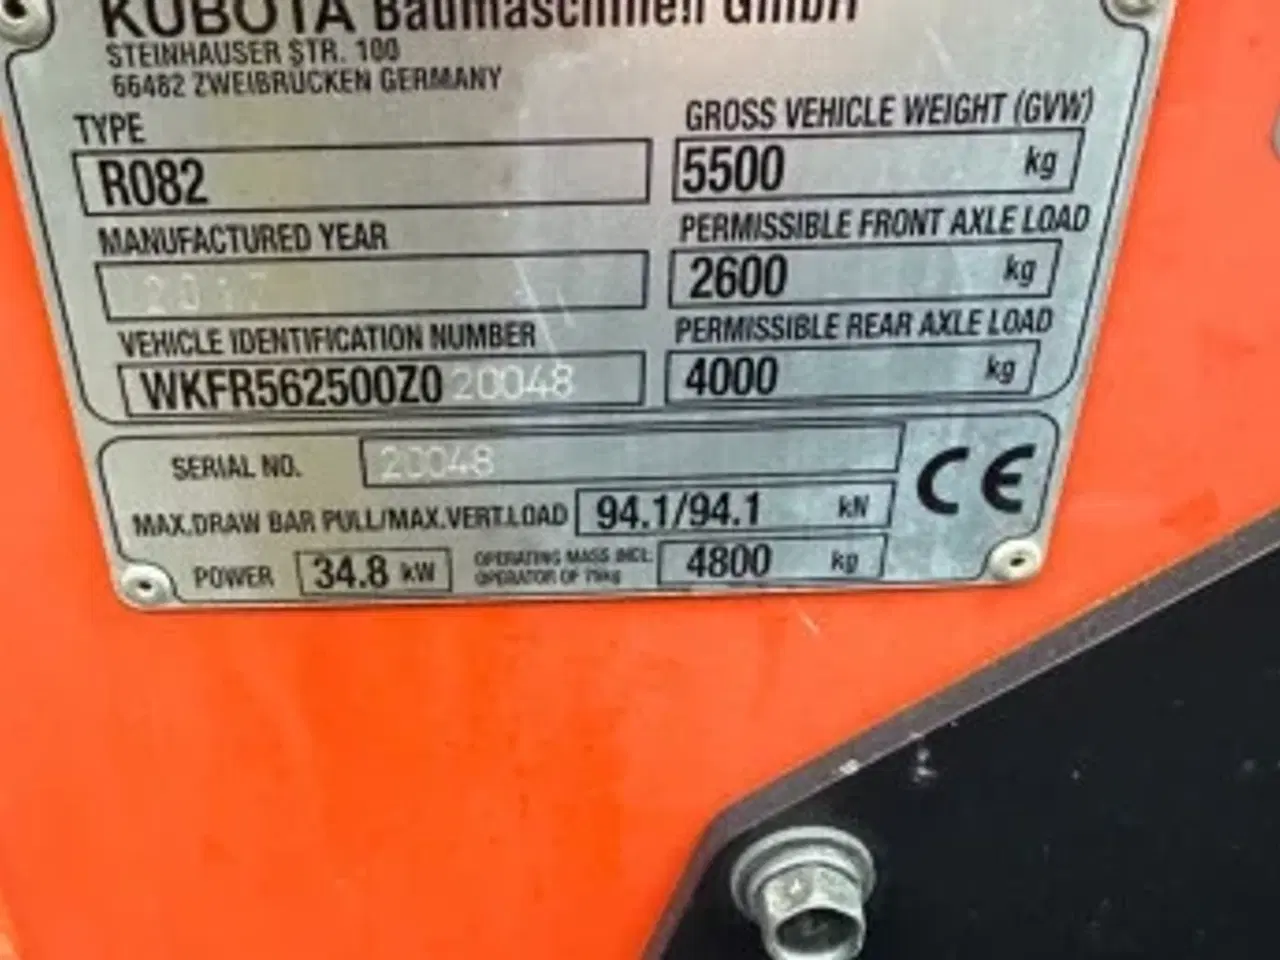 KUBOTA Baumaschinen GmbH
STEINHAUSER STR. 100
66482 ZWEIBRÜCKEN GERMANY
TYPE
R082
GROSS VEHICLE WEIGHT (GVW)
5500 kg
MANUFACTURED YEAR
2017
PERMISSIBLE FRONT AXLE LOAD
2600 kg
VEHICLE IDENTIFICATION NUMBER
WKFR562500Z020048
PERMISSIBLE REAR AXLE LOAD
4000 kg
SERIAL NO. 20048
CE
MAX.DRAW BAR PULL/MAX.VERT.LOAD 94.1/94.1 kN
POWER 34.8 kW
OPERATING MASS INCL.
OPERATOR OF 75kg
4800 kg